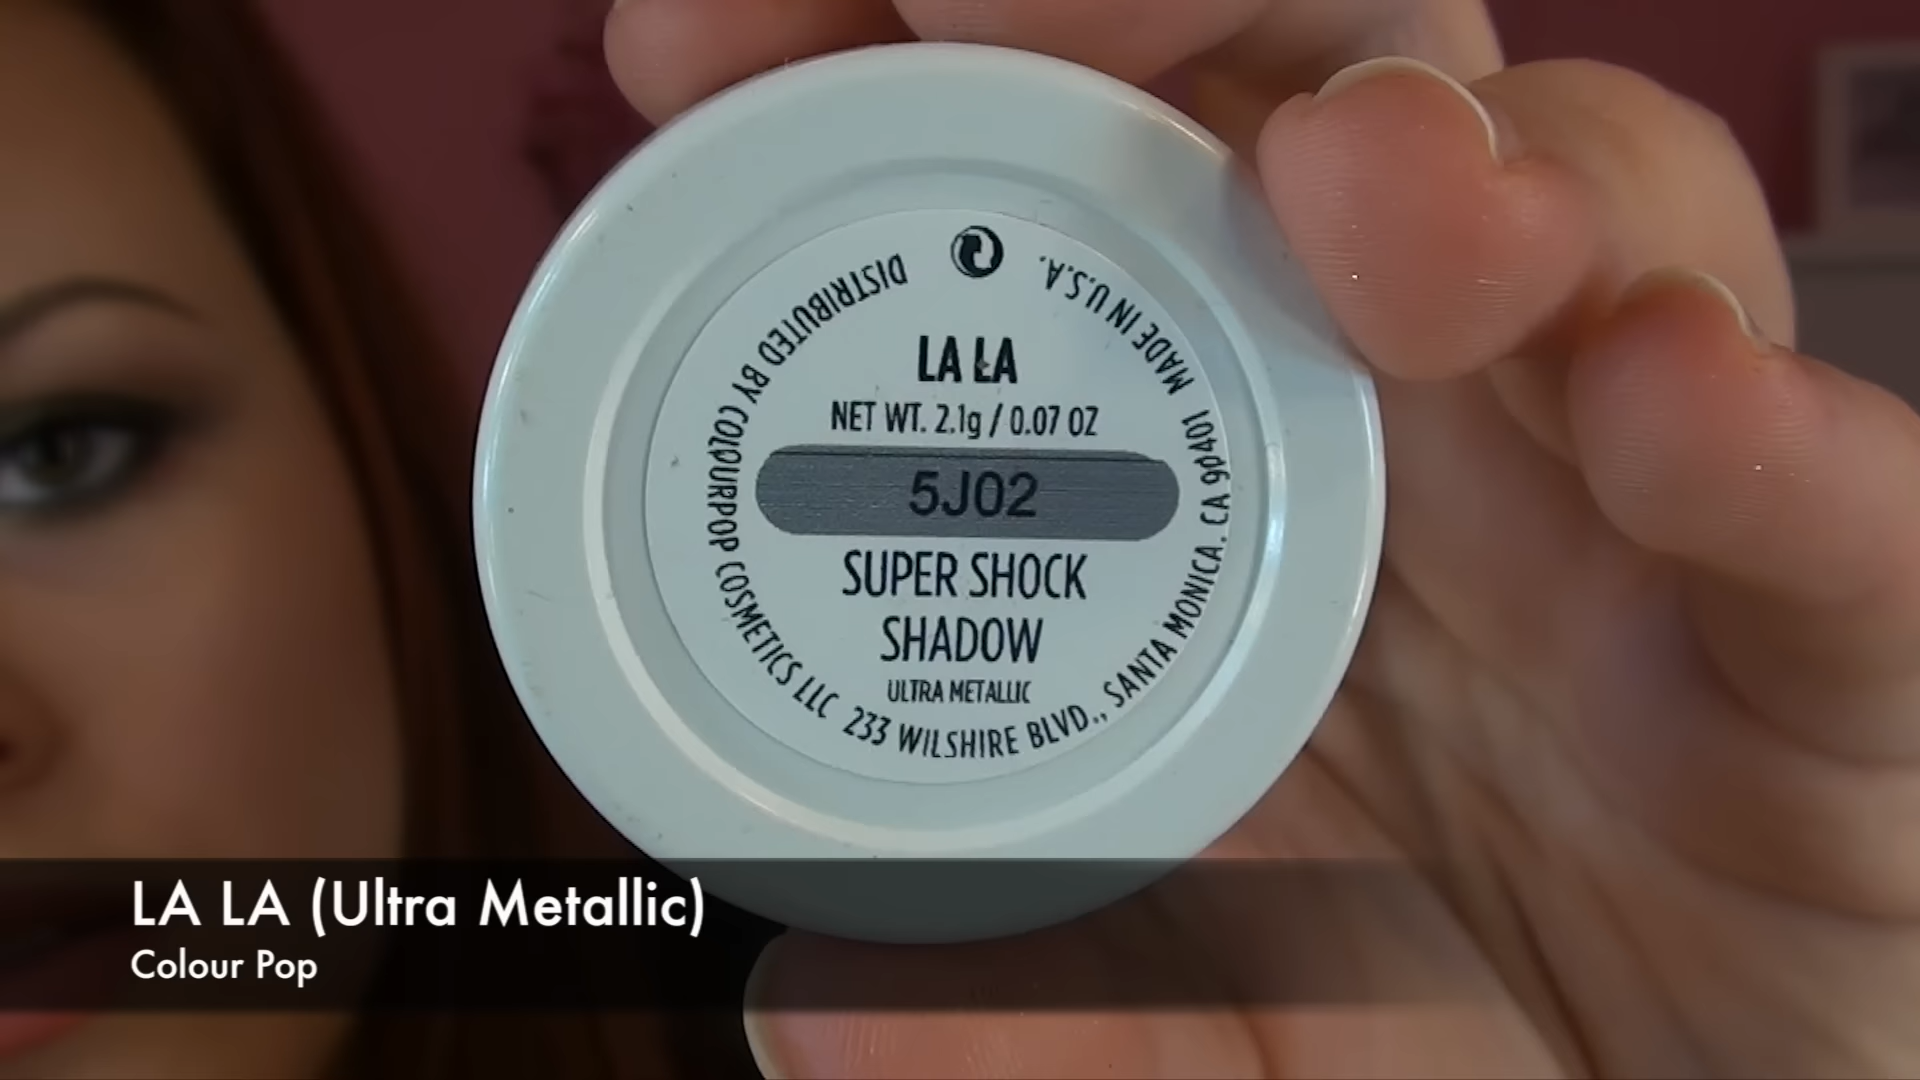 LA LA
NET WT. 2.1g / 0.07 OZ
5J02
SUPER SHOCK
SHADOW
ULTRA METALLIC
DISTRIBUTED BY COLOURPOP COSMETICS LLC 233 WILSHIRE BLVD., SANTA MONICA, CA 90401 MADE IN U.S.A.
LA LA (Ultra Metallic)
Colour Pop